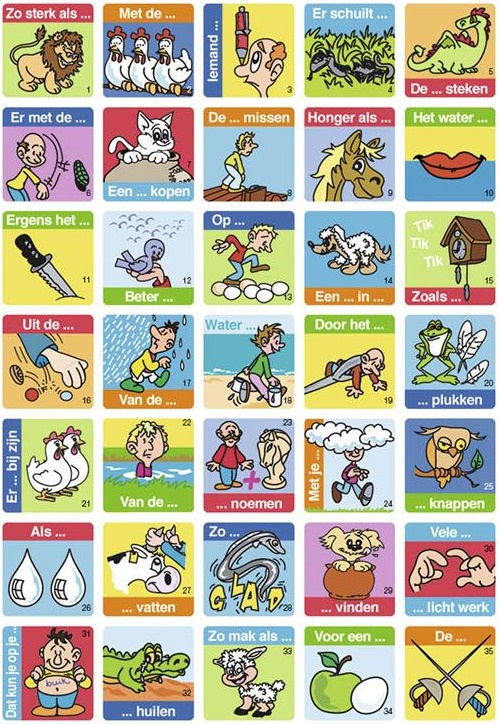 Zo sterk als ...
1
Met de ...
2
Iemand ...
3
Er schuilt ...
4
5
De ... steken
Er met de ...
6
7
Een ... kopen
De ... missen
8
Honger als ...
9
Het water ...
10
Ergens het ...
11
12
Beter ...
Op ...
13
14
Een ... in ...
Tik
Tik
Tik
15
Zoals ...
Uit de ...
16
17
Van de ...
Water ...
18
Door het ...
19
20
... plukken
Er ... bij zijn
21
22
Van de ...
23
... noemen
Met je ...
24
25
... knappen
Als ...
26
27
... vatten
Zo ...
GLAD
28
29
... vinden
Vele ...
30
... licht werk
Dat kun je op je ...
31
buik
32
... huilen
Zo mak als ...
33
Voor een ...
34
De ...
35